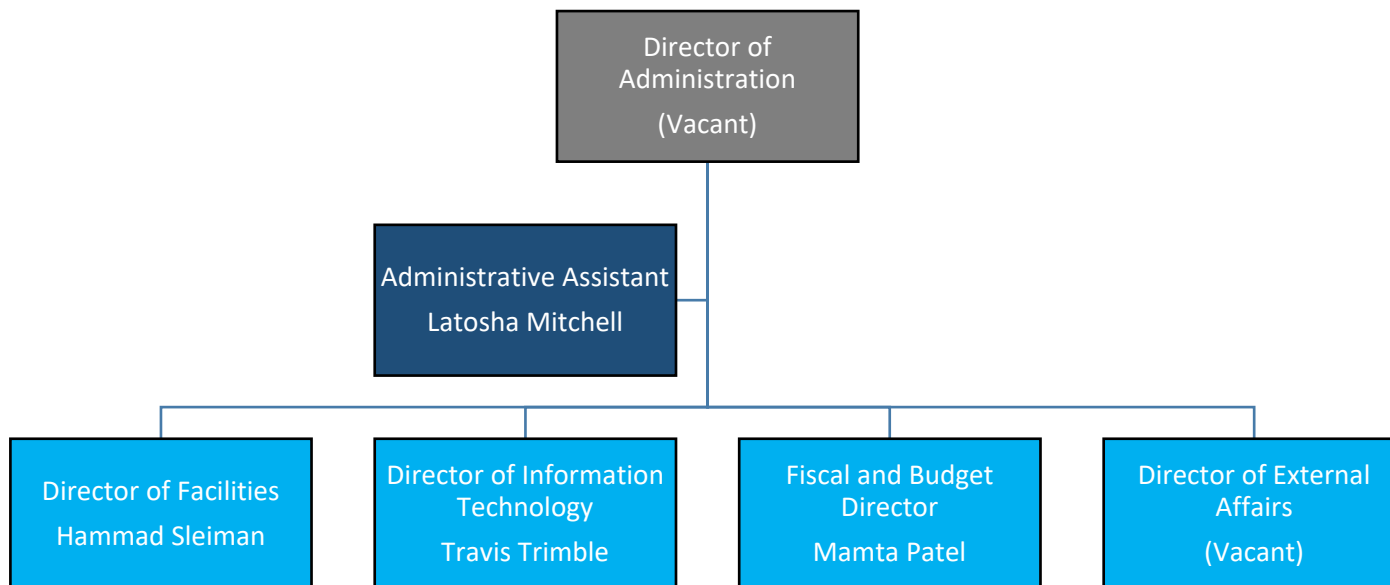 Director of
Administration
(Vacant)
Administrative Assistant
Latosha Mitchell
Director of Facilities
Hammad Sleiman
Director of Information
Technology
Travis Trimble
Fiscal and Budget
Director
Mamta Patel
Director of External
Affairs
(Vacant)